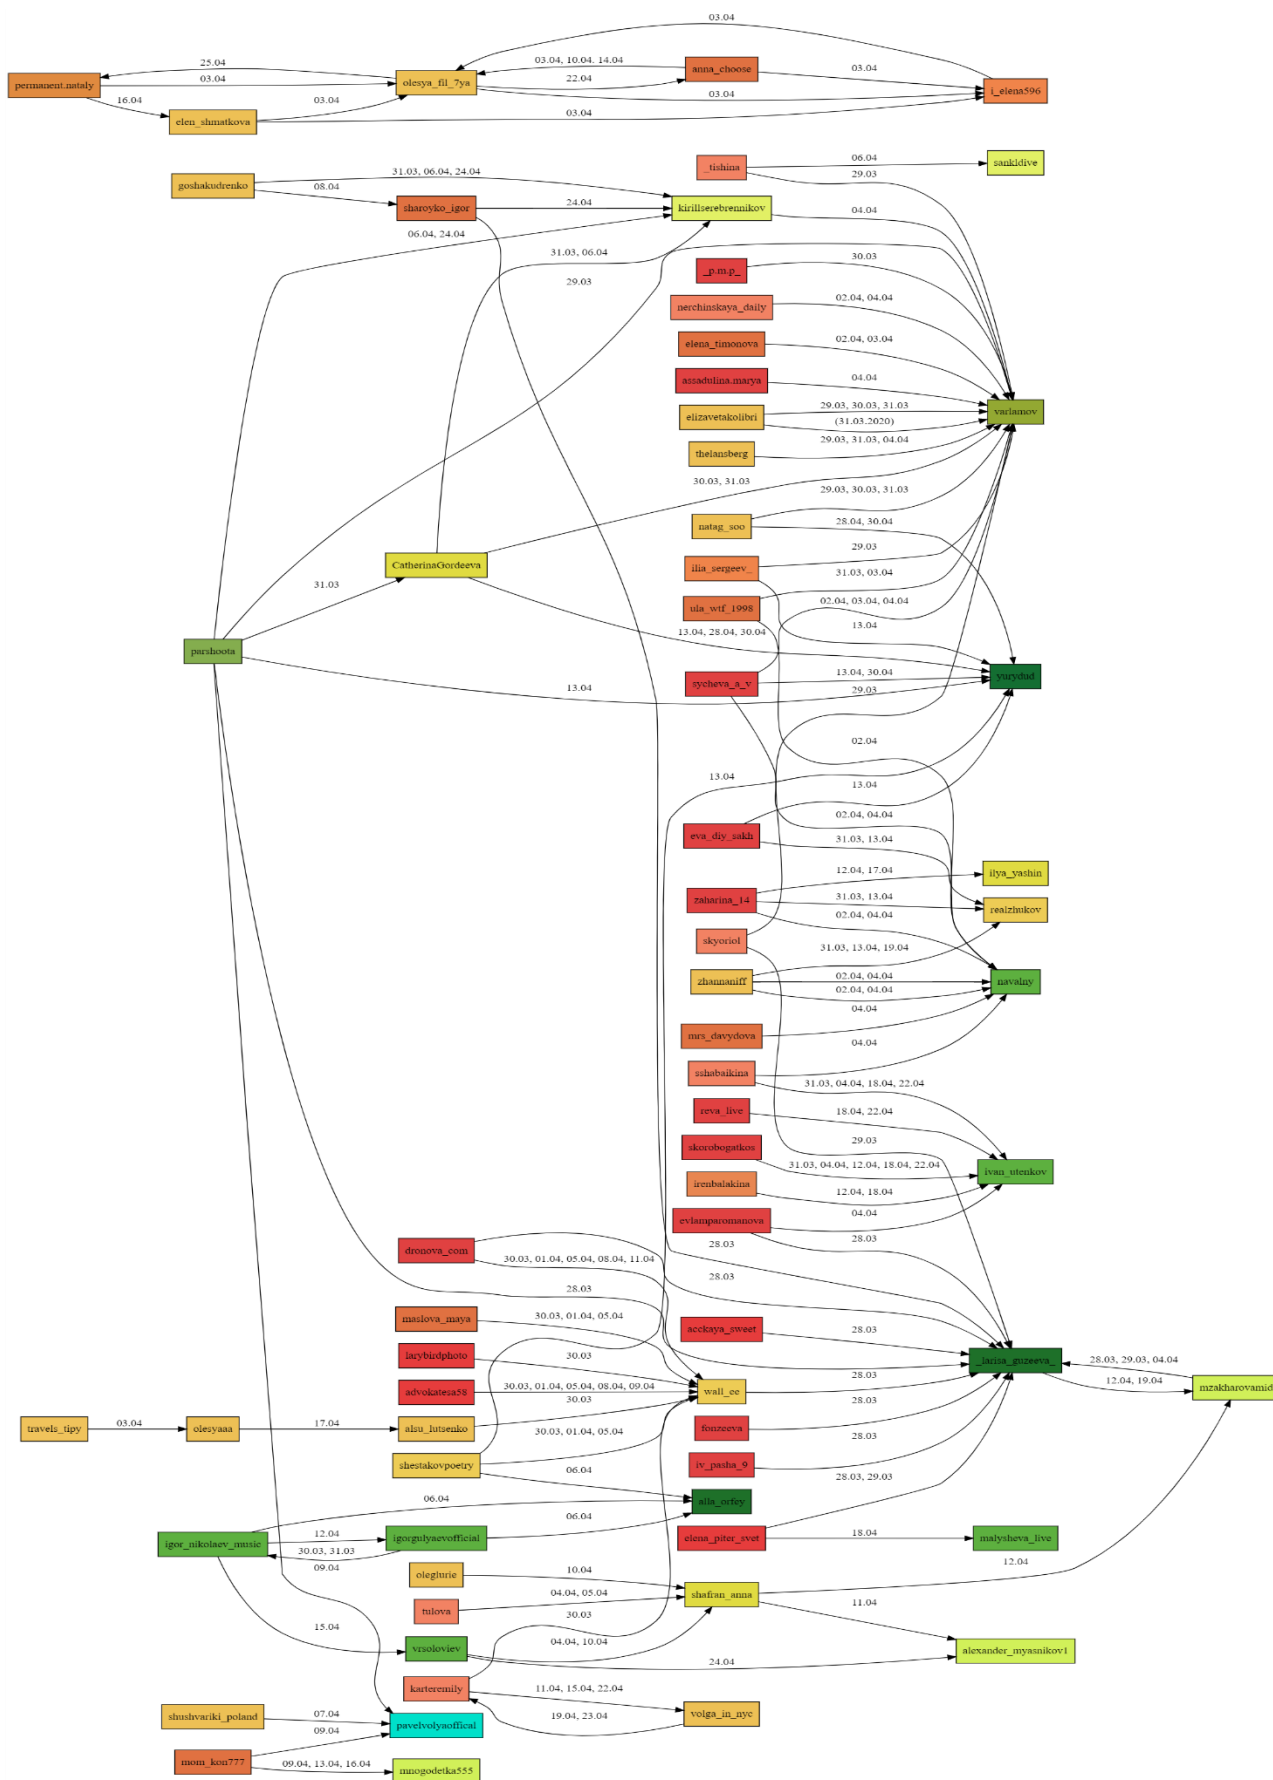 03.04
25.04
03.04, 10.04. 14.04
anna_choose
03.04
permanent.nataly
03.04
olesya_fil_7ya
22.04
03.04
i_elena596
16.04
03.04
elen_shmatkova
03.04
_tishina
06.04
sankldive
31.03, 06.04, 24.04
29.03
goshakudrenko
08.04
sharoyko_igor
24.04
kirillserebrennikov
04.04
06.04, 24.04
31.03, 06.04
_p.m.p_
30.03
29.03
nerchinskaya_daily
02.04, 04.04
elena_timonova
02.04, 03.04
assadulina.marya
04.04
elizavetakolibri
29.03, 30.03, 31.03
varlamov
(31.03.2020)
thelansberg
29.03, 31.03, 04.04
30.03, 31.03
29.03, 30.03, 31.03
natag_soo
28.04, 30.04
29.03
CatherinaGordeeva
ilia_sergeev_
31.03, 03.04
31.03
ula_wtf_1998
02.04, 03.04, 04.04
13.04, 28.04, 30.04
13.04
parshoota
13.04, 30.04
yurydud
sycheva_a_v
13.04
29.03
02.04
13.04
13.04
02.04, 04.04
eva_diy_sakh
31.03, 13.04
12.04, 17.04
ilya_yashin
zaharina_14
31.03, 13.04
realzhukov
02.04, 04.04
skyoriol
31.03, 13.04, 19.04
zhannaniff
02.04, 04.04
navalny
02.04, 04.04
04.04
mrs_davydova
04.04
sshabaikina
31.03, 04.04, 18.04, 22.04
reva_live
18.04, 22.04
29.03
skorobogatkos
31.03, 04.04, 12.04, 18.04, 22.04
ivan_utenkov
irenbalakina
12.04, 18.04
evlamparomanova
04.04
28.03
28.03
dronova_com
30.03, 01.04, 05.04, 08.04, 11.04
28.03
28.03
maslova_maya
30.03, 01.04, 05.04
acckaya_sweet
28.03
larybirdphoto
30.03
_larisa_guzeeva_
28.03, 29.03, 04.04
28.03
12.04, 19.04
mzakharovamid
advokatesa58
30.03, 01.04, 05.04, 08.04, 09.04
wall_ee
30.03
28.03
travels_tipy
03.04
olesyaaa
17.04
alsu_lutsenko
fonzeeva
30.03, 01.04, 05.04
28.03
shestakovpoetry
iv_pasha_9
06.04
28.03, 29.03
alla_orfey
06.04
06.04
igor_nikolaev_music
12.04
igorgulyaevofficial
elena_piter_svet
18.04
malysheva_live
30.03, 31.03
09.04
10.04
12.04
oleglurie
04.04, 05.04
shafran_anna
tulova
30.03
11.04
15.04
vrsoloviev
04.04, 10.04
24.04
alexander_myasnikov1
karteremily
11.04, 15.04, 22.04
shushvariki_poland
07.04
pavelvolyaoffical
19.04, 23.04
volga_in_nyc
09.04
mom_kon777
09.04, 13.04, 16.04
mnogodetka555